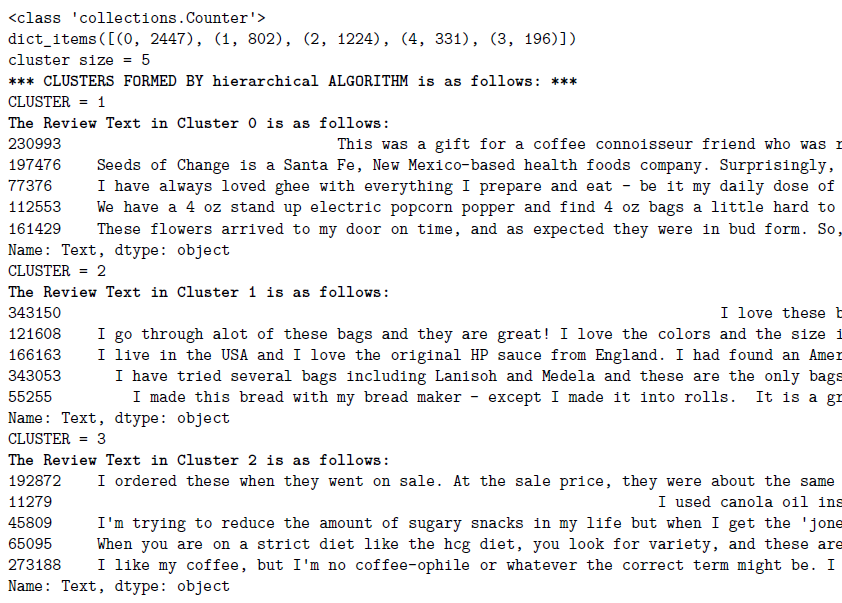 <class 'collections.Counter'>
dict_items([(0, 2447), (1, 802), (2, 1224), (4, 331), (3, 196)])
cluster size = 5
*** CLUSTERS FORMED BY hierarchical ALGORITHM is as follows: ***
CLUSTER = 1
The Review Text in Cluster 0 is as follows:
230993 This was a gift for a coffee connoisseur friend who was
197476 Seeds of Change is a Santa Fe, New Mexico-based health foods company. Surprisingly,
77376 I have always loved ghee with everything I prepare and eat - be it my daily dose of
112553 We have a 4 oz stand up electric popcorn popper and find 4 oz bags a little hard to
161429 These flowers arrived to my door on time, and as expected they were in bud form. So,
Name: Text, dtype: object
CLUSTER = 2
The Review Text in Cluster 1 is as follows:
343150 I love these
121608 I go through alot of these bags and they are great! I love the colors and the size
166163 I live in the USA and I love the original HP sauce from England. I had found an Amer
343053 I have tried several bags including Lanisoh and Medela and these are the only bags
55255 I made this bread with my bread maker - except I made it into rolls. It is a gr
Name: Text, dtype: object
CLUSTER = 3
The Review Text in Cluster 2 is as follows:
192872 I ordered these when they went on sale. At the sale price, they were about the same
11279 I used canola oil ins
45809 I'm trying to reduce the amount of sugary snacks in my life but when I get the 'jone
65095 When you are on a strict diet like the hcg diet, you look for variety, and these are
273188 I like my coffee, but I'm no coffee-ophile or whatever the correct term might be. I
Name: Text, dtype: object